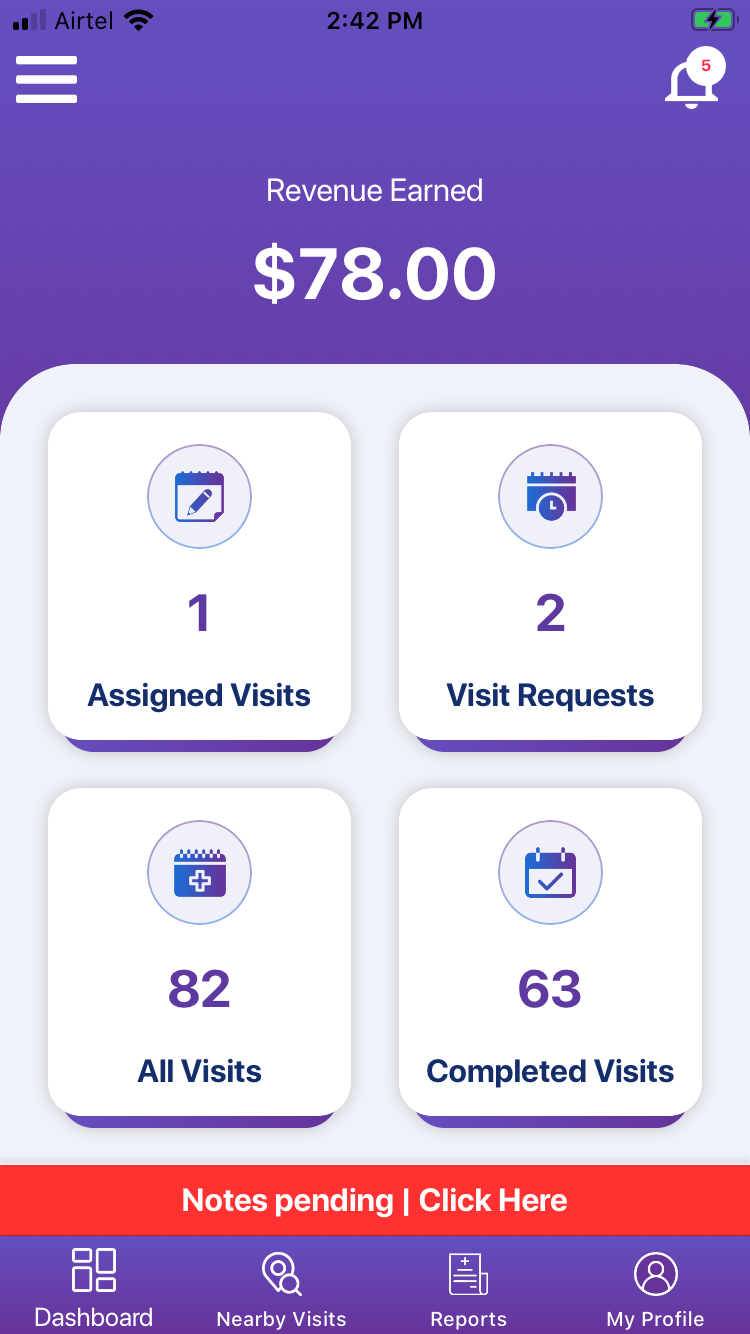 Airtel 2:42 PM
5
Revenue Earned
$78.00
1 2
Assigned Visits Visit Requests
82 63
All Visits Completed Visits
Notes pending | Click Here
Dashboard Nearby Visits Reports My Profile